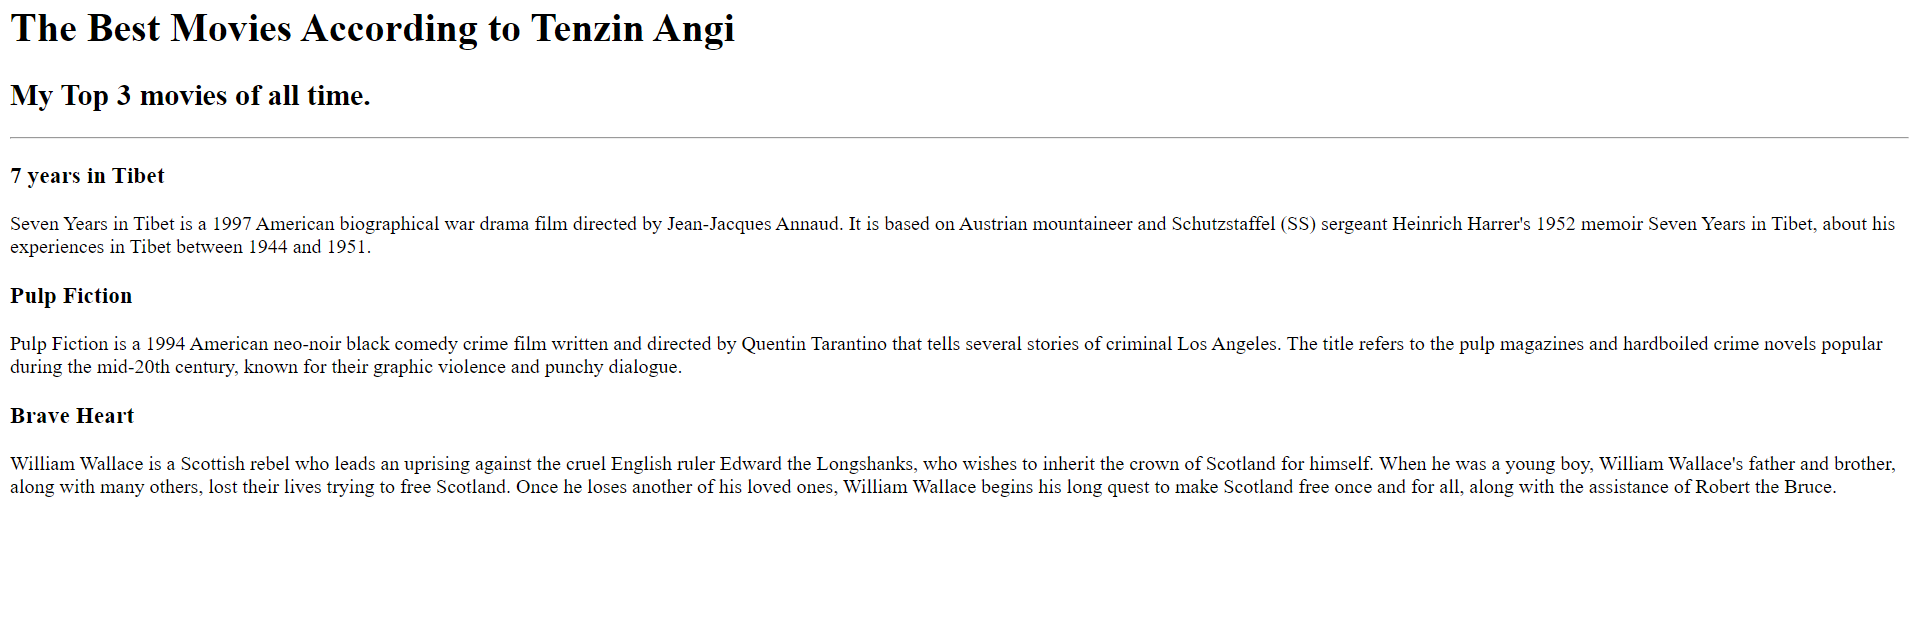 The Best Movies According to Tenzin Angi
My Top 3 movies of all time.
7 years in Tibet
Seven Years in Tibet is a 1997 American biographical war drama film directed by Jean-Jacques Annaud. It is based on Austrian mountaineer and Schutzstaffel (SS) sergeant Heinrich Harrer's 1952 memoir Seven Years in Tibet, about his
experiences in Tibet between 1944 and 1951.
Pulp Fiction
Pulp Fiction is a 1994 American neo-noir black comedy crime film written and directed by Quentin Tarantino that tells several stories of criminal Los Angeles. The title refers to the pulp magazines and hardboiled crime novels popular
during the mid-20th century, known for their graphic violence and punchy dialogue.
Brave Heart
William Wallace is a Scottish rebel who leads an uprising against the cruel English ruler Edward the Longshanks, who wishes to inherit the crown of Scotland for himself. When he was a young boy, William Wallace's father and brother,
along with many others, lost their lives trying to free Scotland. Once he loses another of his loved ones, William Wallace begins his long quest to make Scotland free once and for all, along with the assistance of Robert the Bruce.